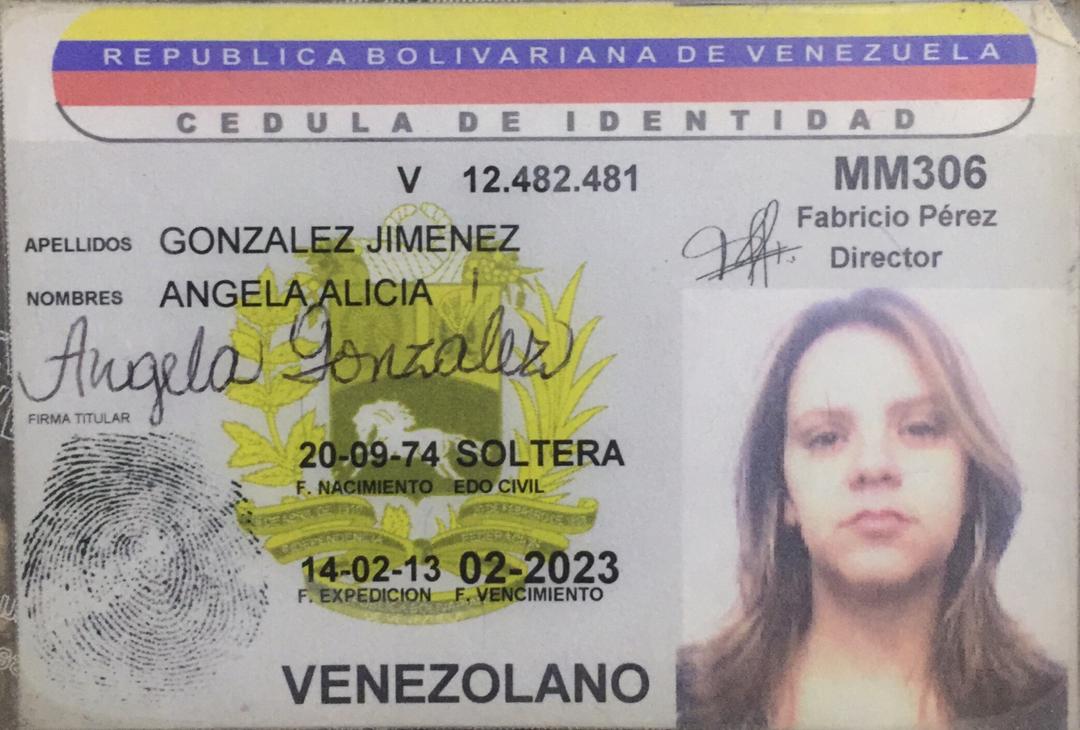 REPUBLICA BOLIVARIANA DE VENEZUELA
CEDULA DE IDENTIDAD
V 12.482.481
MM306
Fabricio Pérez
Director
APELLIDOS GONZALEZ JIMENEZ
NOMBRES ANGELA ALICIA
Angela Gonzalez
FIRMA TITULAR
20-09-74 SOLTERA
F. NACIMIENTO EDO CIVIL
INDEPENDENCIA FEDERACION
14-02-13 02-2023
F. EXPEDICION F. VENCIMIENTO
VENEZOLANO